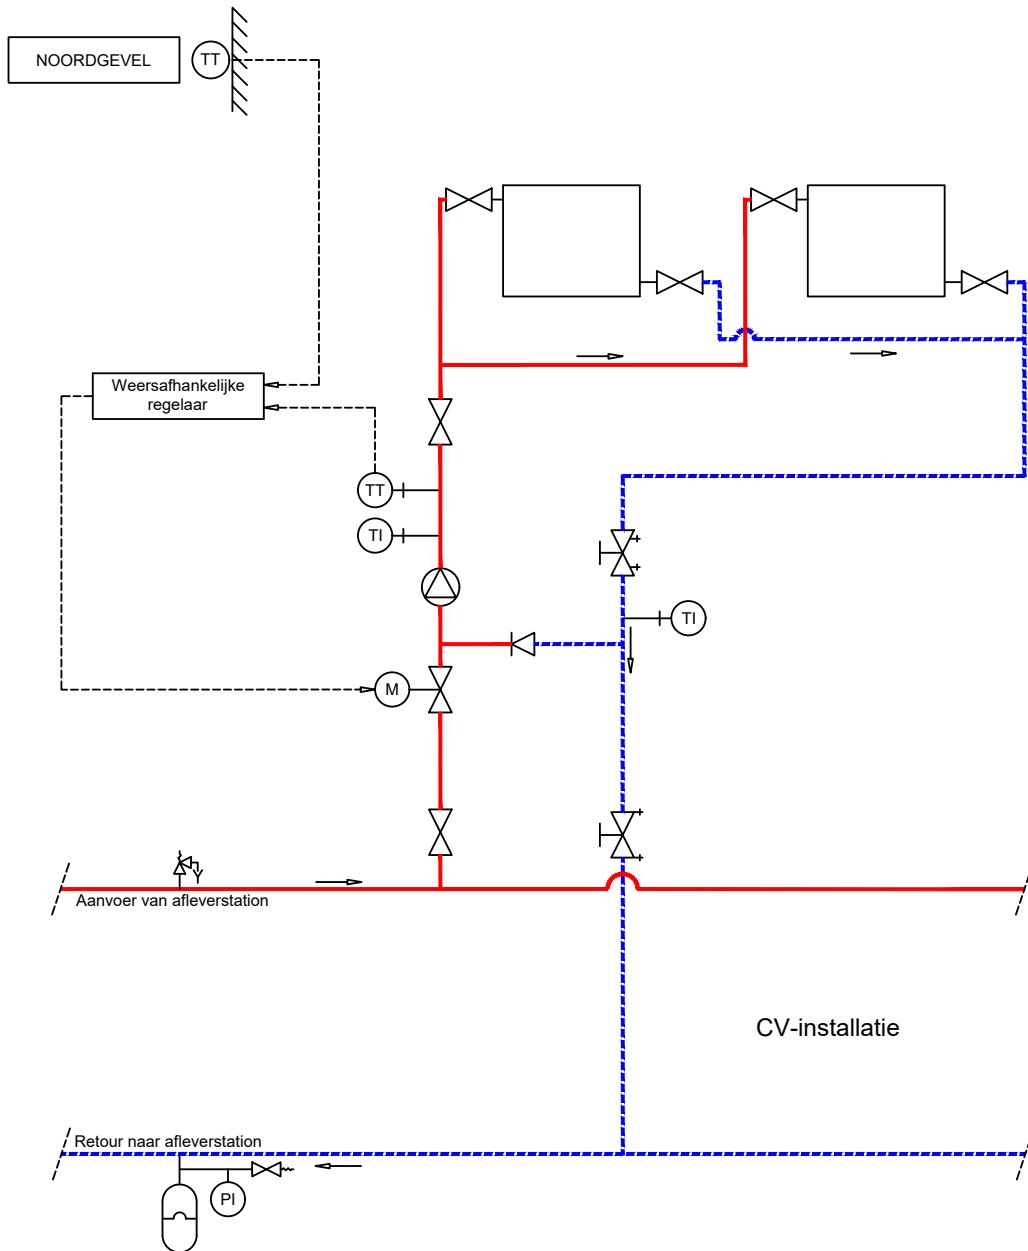 NOORDGEVEL
TT
Weersafhankelijke
regelaar
TT
TI
TI
M
Aanvoer van afleverstation
CV-installatie
Retour naar afleverstation
PI